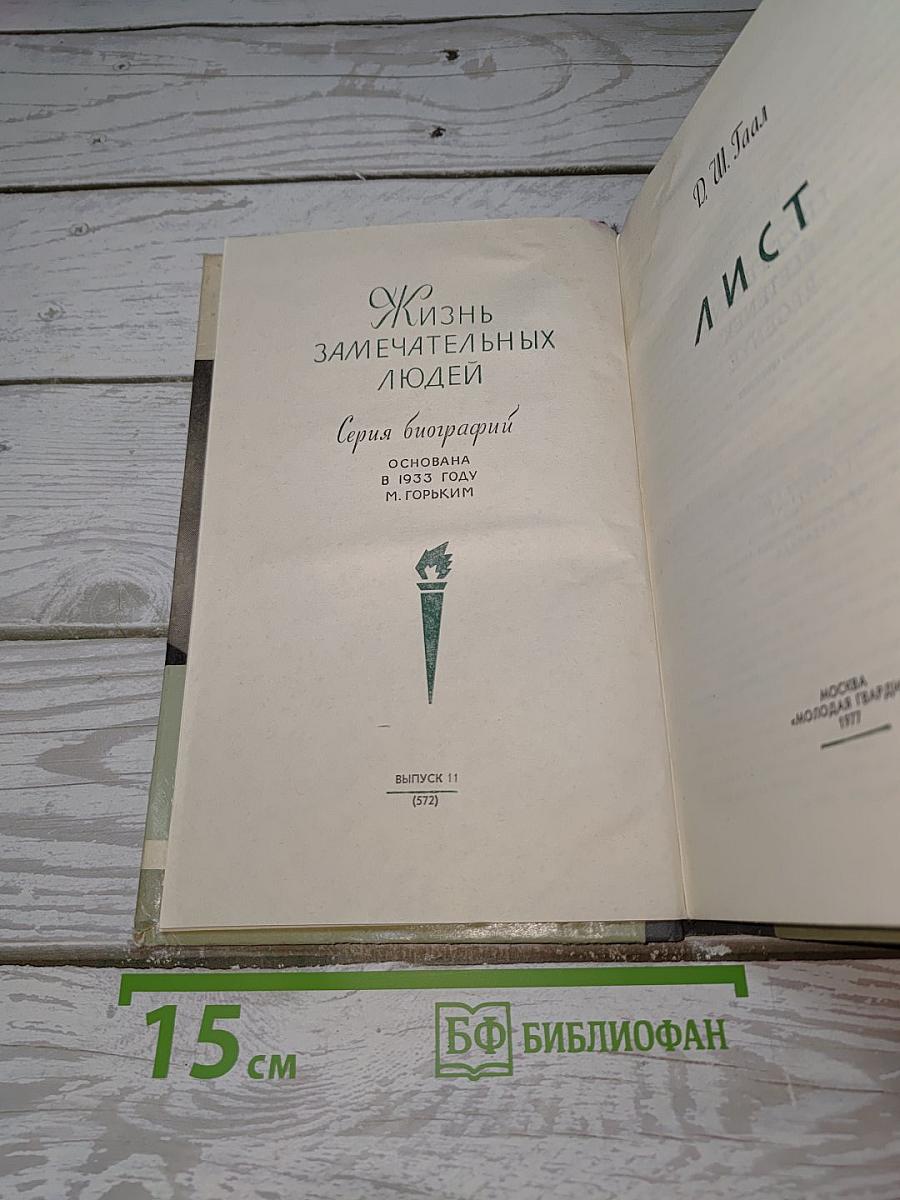 Жизнь
ЗАМЕЧАТЕЛЬНЫХ
ЛЮДЕЙ
Серия биографий
ОСНОВАНА
В 1933 ГОДУ
М. ГОРЬКИМ
ВЫПУСК 11
(572)
Д. Ш. Гаал
ЛИСТ
МОСКВА
«МОЛОДАЯ ГВАРДИ
1977
15 см
БФ БИБЛИОФАН